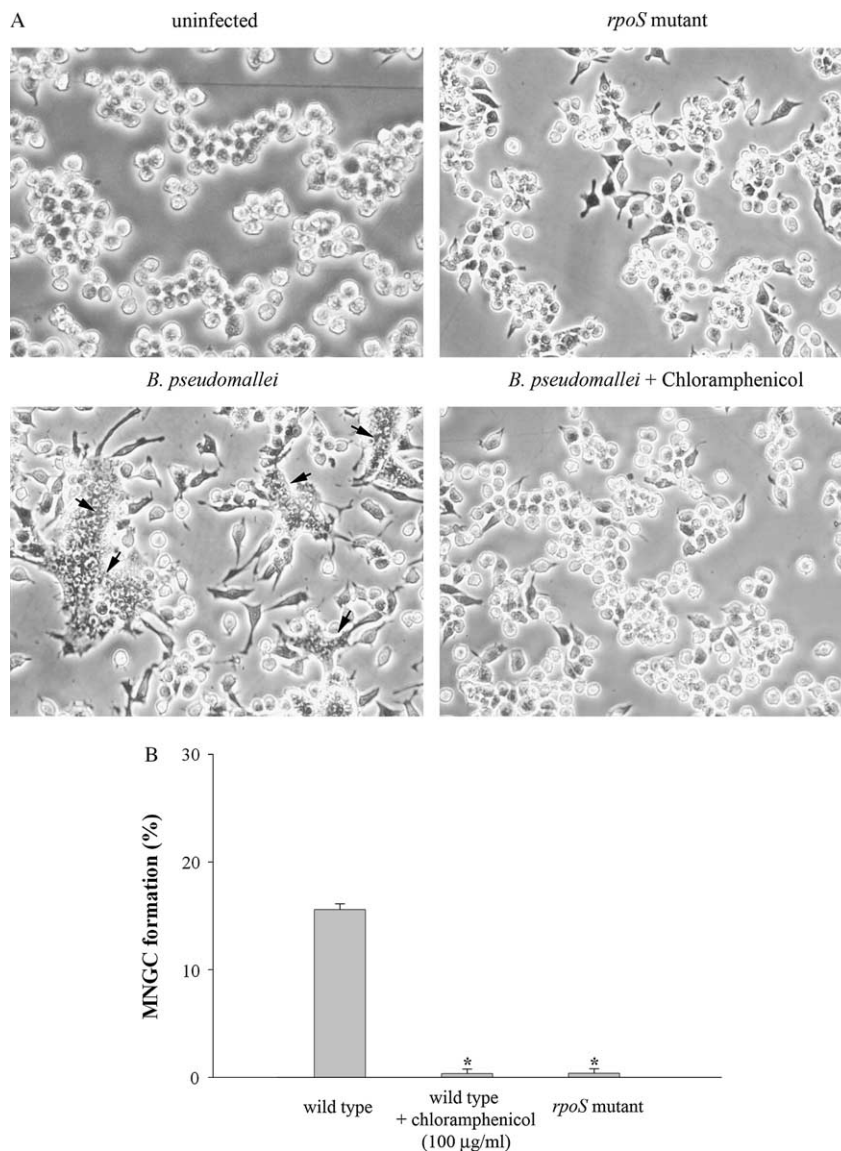 A
uninfected
rpoS mutant
B. pseudomallei
B. pseudomallei + Chloramphenicol
B
30
20
10
0
MNGC formation (%)
*
*
wild type
wild type
+ chloramphenicol
(100 µg/ml)
rpoS mutant